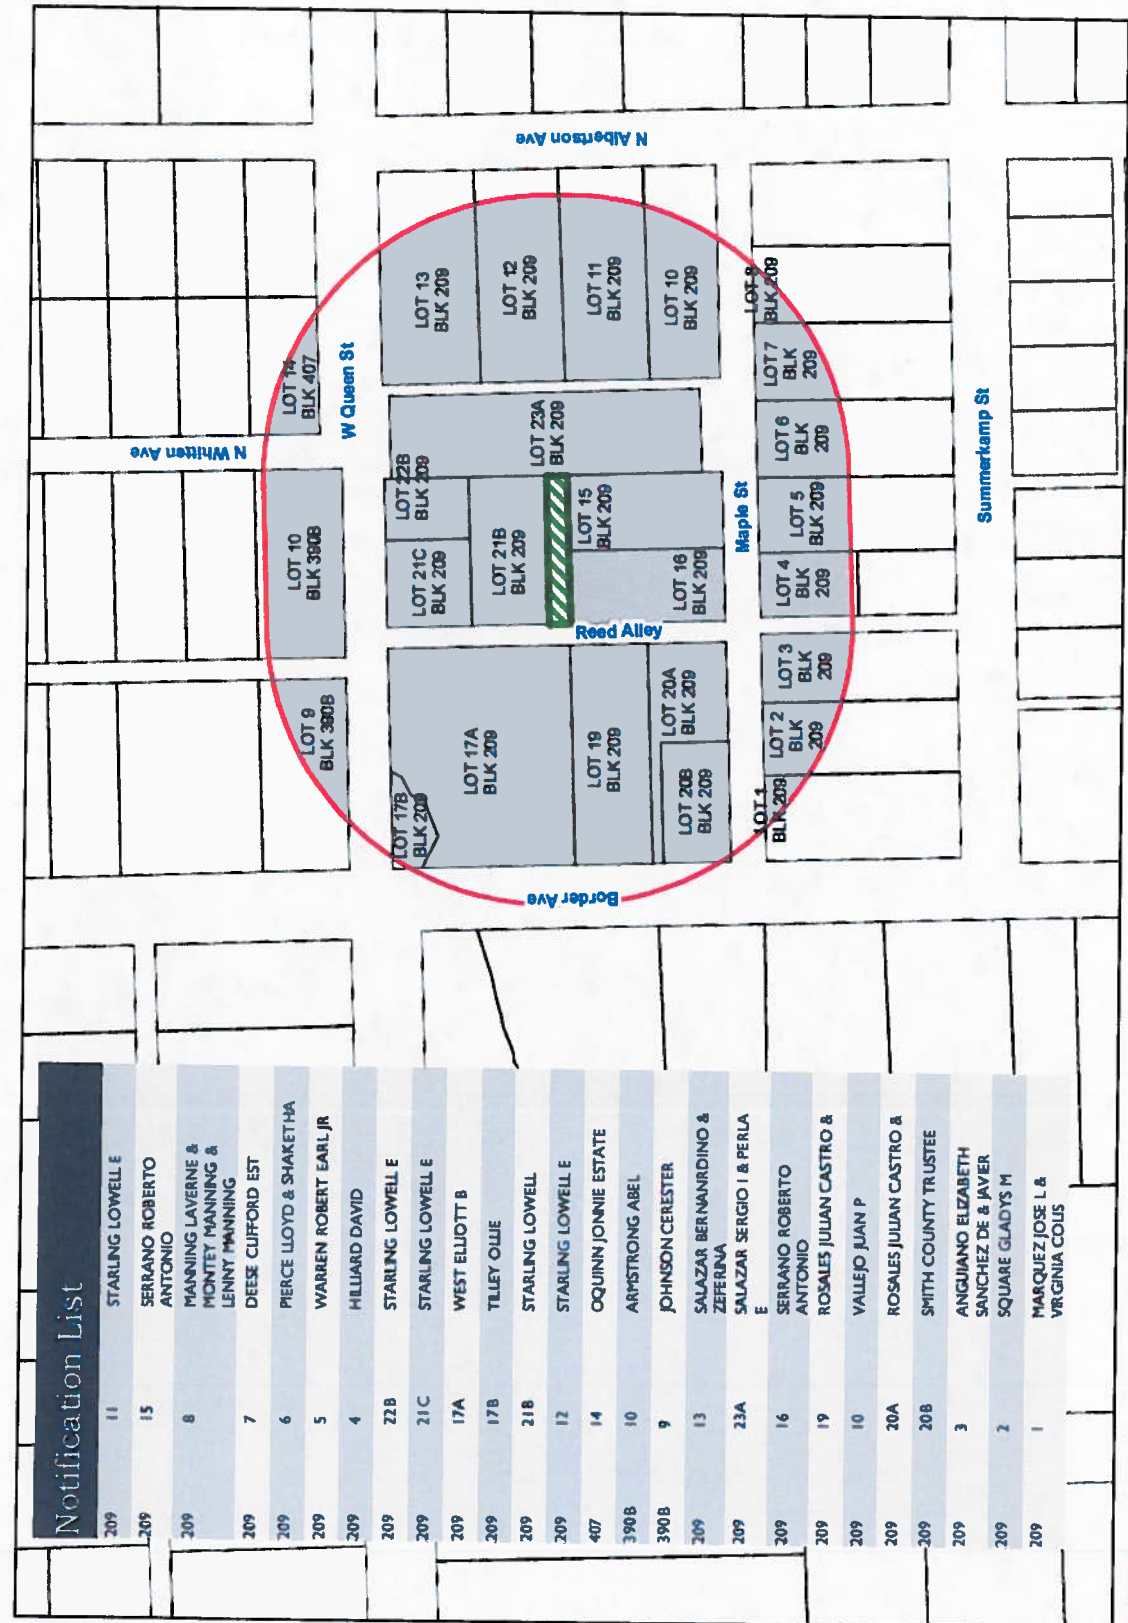 Notification List
209 11 STARLING LOWELL E
209 15 SERRANO ROBERTO
ANTONIO
209 8 MANNING LAVERNE &
MONTEY MANNING &
LENNY MANNING
209 7 DEESE CLIFFORD EST
209 6 PIERCE LLOYD & SHAKETHA
209 5 WARREN ROBERT EARL JR
209 4 HILLIARD DAVID
209 22B STARLING LOWELL E
209 21C STARLING LOWELL E
209 17A WEST ELLIOTT B
209 17B TILLEY OLLIE
209 21B STARLING LOWELL
209 12 STARLING LOWELL E
407 14 OQUINN JONNIE ESTATE
390B 10 ARMSTRONG ABEL
390B 9 JOHNSON CERESTER
209 13 SALAZAR BERNANRDINO &
ZEFERINA
209 23A SALAZAR SERGIO I & PERLA
E
209 16 SERRANO ROBERTO
ANTONIO
209 19 ROSALES JULIAN CASTRO &
209 10 VALLEJO JUAN P
209 20A ROSALES JULIAN CASTRO &
209 20B SMITH COUNTY TRUSTEE
209 3 ANGUIANO ELIZABETH
SANCHEZ DE & JAVIER
209 2 SQUARE GLADYS M
209 1 MARQUEZ JOSE L &
VIRGINIA COLIS
N Whitten Ave
LOT 9
BLK 390B
LOT 10
BLK 390B
LOT 14
BLK 407
W Queen St
LOT 17B
BLK 209
LOT 17A
BLK 209
LOT 21C
BLK 209
LOT 22B
BLK 209
LOT 13
BLK 209
LOT 21B
BLK 209
LOT 23A
BLK 209
LOT 12
BLK 209
N Albertson Ave
Border Ave
Reed Alley
LOT 19
BLK 209
LOT 15
BLK 209
LOT 11
BLK 209
LOT 20B
BLK 209
LOT 20A
BLK 209
LOT 16
BLK 209
LOT 10
BLK 209
Maple St
LOT 1
BLK 209
LOT 2
BLK
209
LOT 3
BLK
209
LOT 4
BLK
209
LOT 5
BLK 209
LOT 6
BLK
209
LOT 7
BLK
209
LOT 8
BLK 209
Summerkamp St